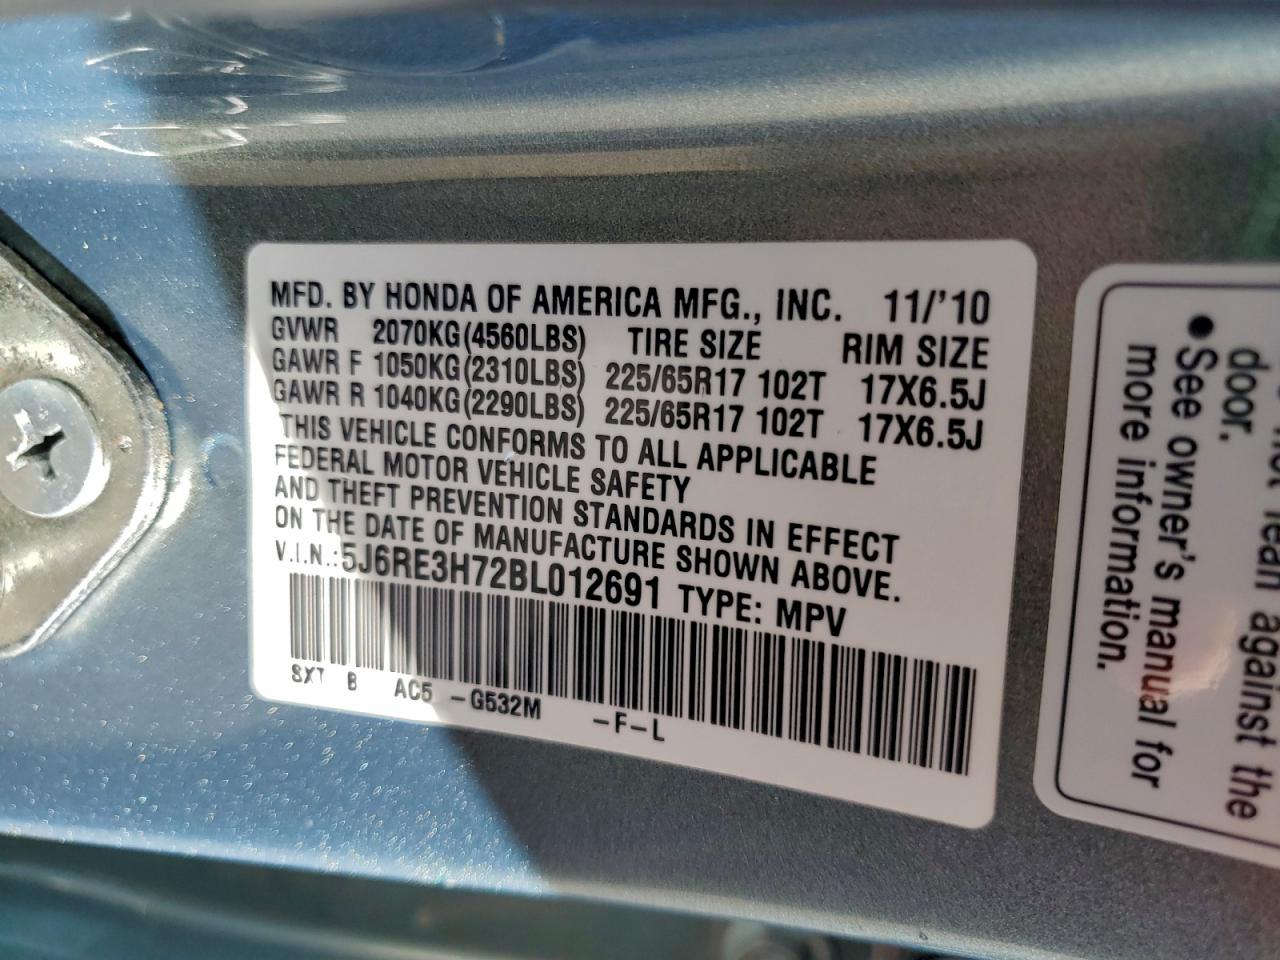 MFD. BY HONDA OF AMERICA MFG., INC. 11/'10
GVWR 2070KG(4560LBS) TIRE SIZE RIM SIZE
GAWR F 1050KG(2310LBS) 225/65R17 102T 17X6.5J
GAWR R 1040KG(2290LBS) 225/65R17 102T 17X6.5J
THIS VEHICLE CONFORMS TO ALL APPLICABLE
FEDERAL MOTOR VEHICLE SAFETY
AND THEFT PREVENTION STANDARDS IN EFFECT
ON THE DATE OF MANUFACTURE SHOWN ABOVE.
V.I.N.:5J6RE3H72BL012691 TYPE: MPV
SXT B AC5 -G532M -F-L
lean against the
door.
●See owner's manual for
more information.